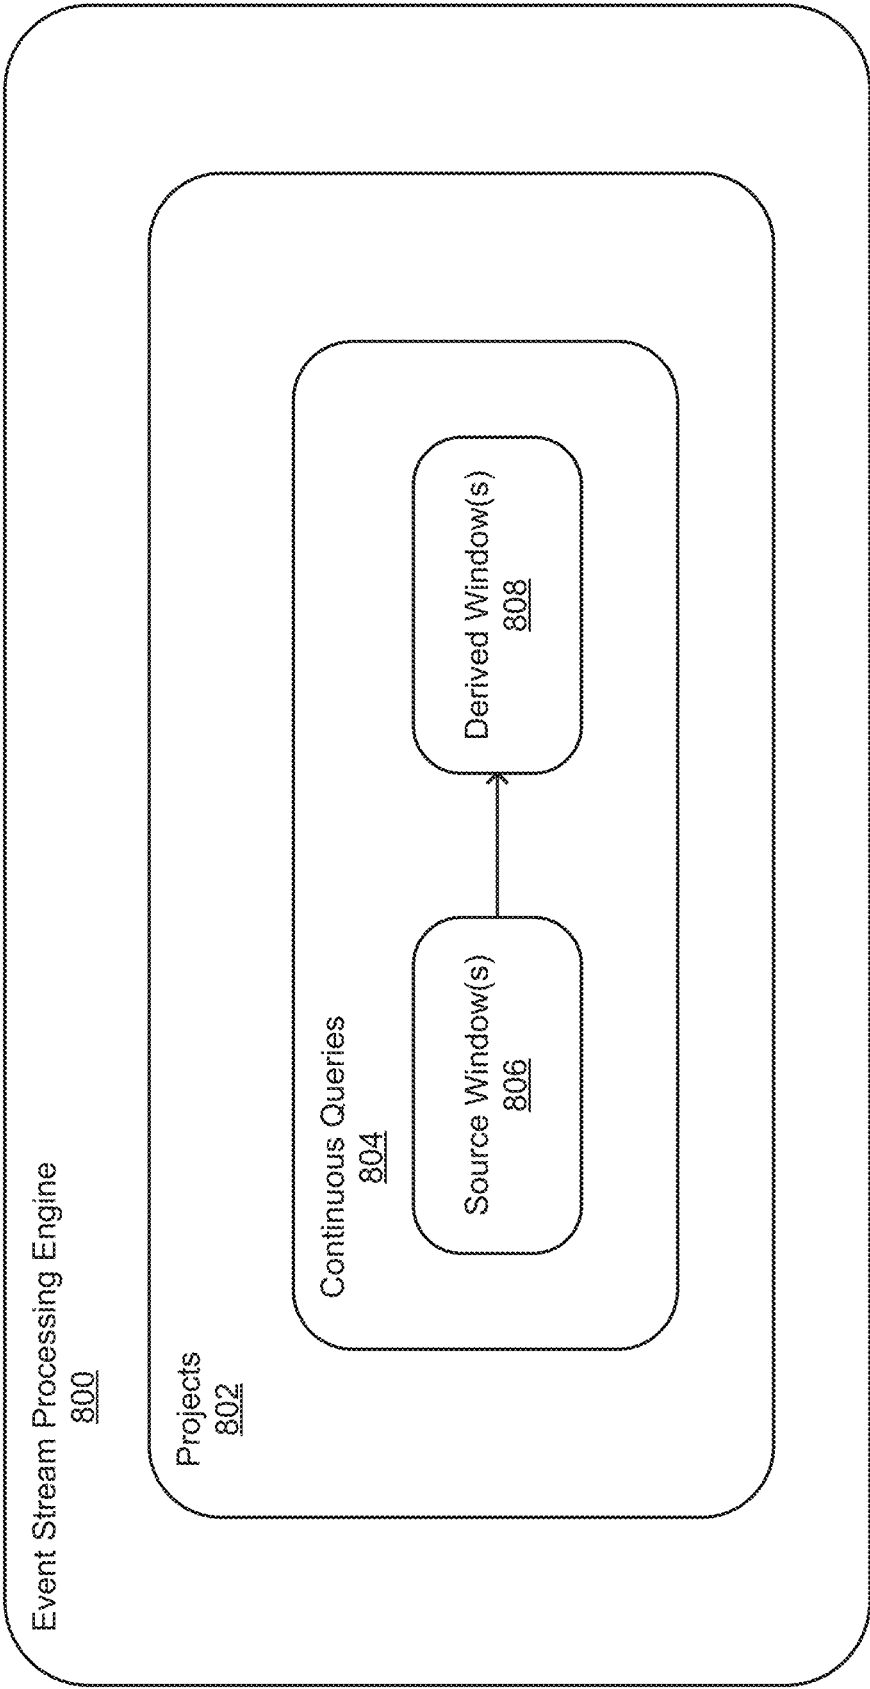 Event Stream Processing Engine
800
Projects
802
Continuous Queries
804
Source Window(s)
806
Derived Window(s)
808